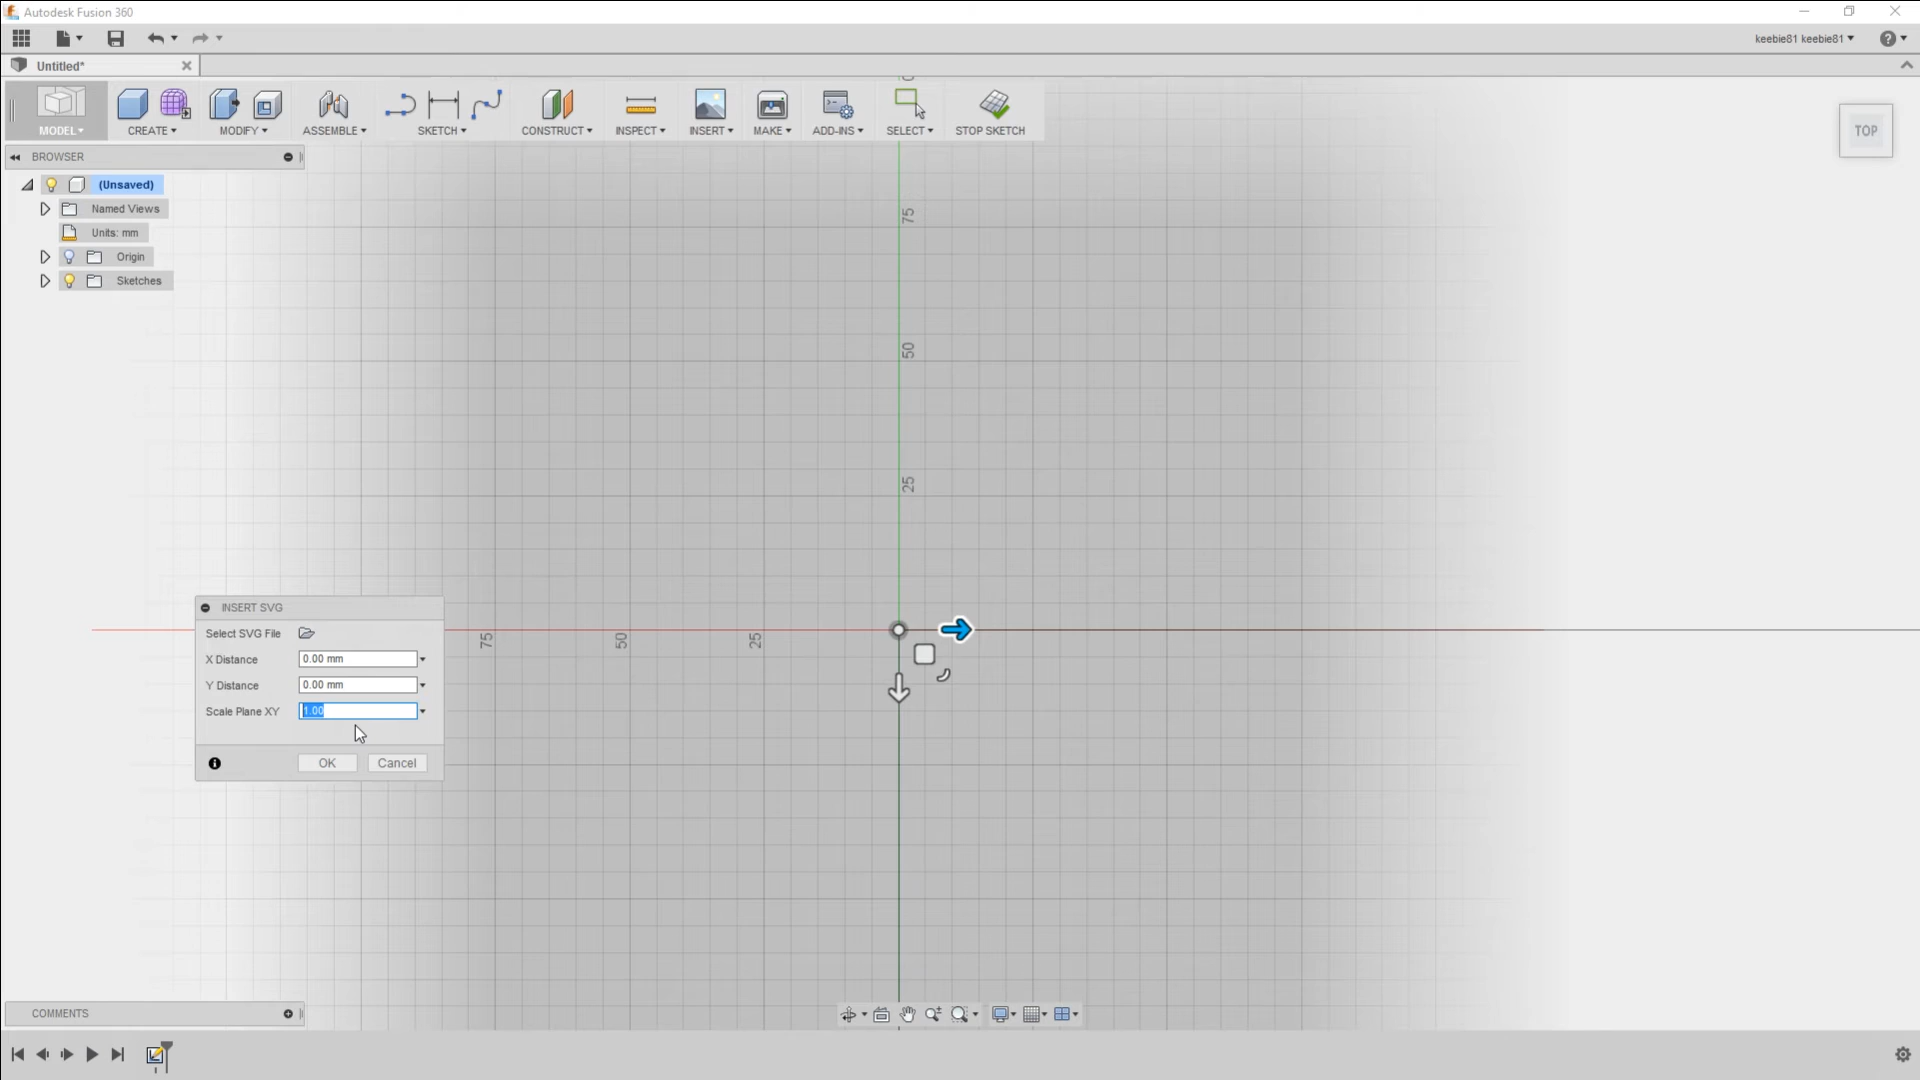 Autodesk Fusion 360
keebie81 keebie81
Untitled*
MODEL
CREATE
MODIFY
ASSEMBLE
SKETCH
CONSTRUCT
INSPECT
INSERT
MAKE
ADD-INS
SELECT
STOP SKETCH
TOP
BROWSER
(Unsaved)
Named Views
Units: mm
Origin
Sketches
75
50
25
75
50
25
INSERT SVG
Select SVG File
X Distance
0.00 mm
Y Distance
0.00 mm
Scale Plane XY
1.00
OK
Cancel
COMMENTS